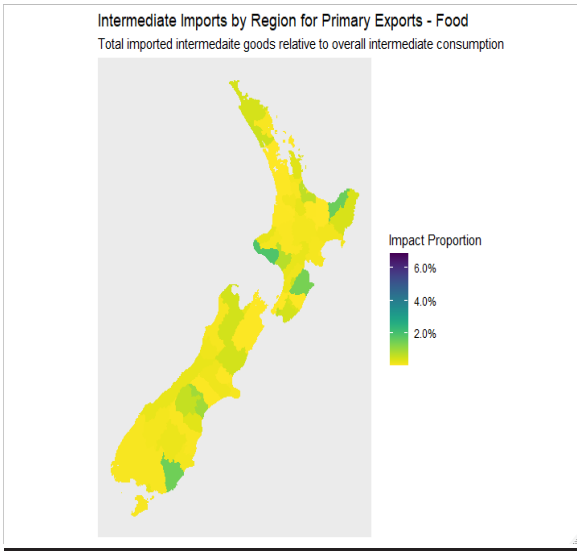 Intermediate Imports by Region for Primary Exports - Food
Total imported intermedaite goods relative to overall intermediate consumption
Impact Proportion
6.0%
4.0%
2.0%